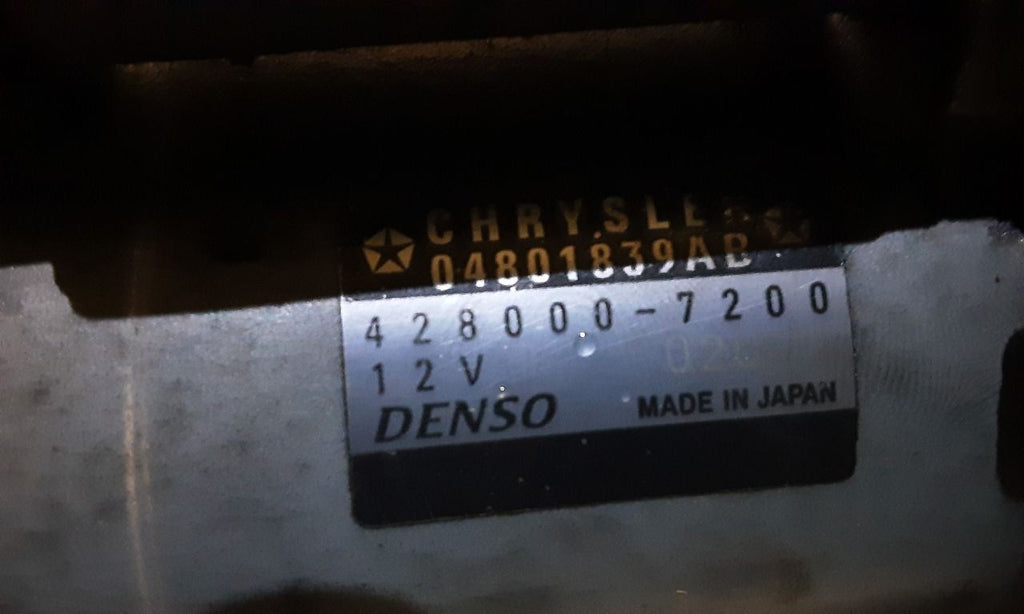 CHRYSLER
04801839AB
428000-7200
12V
DENSO MADE IN JAPAN